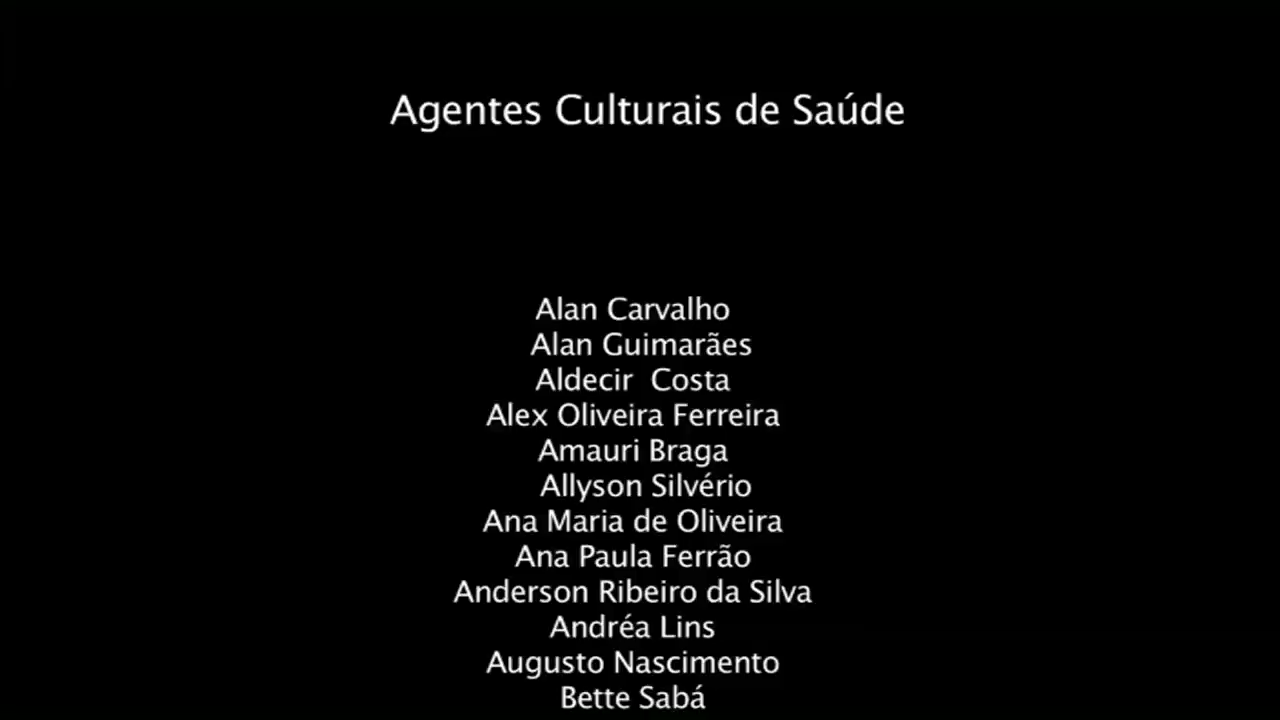 Agentes Culturais de Saúde
Alan Carvalho
Alan Guimarães
Aldecir  Costa
Alex Oliveira Ferreira
Amauri Braga
Allyson Silvério
Ana Maria de Oliveira
Ana Paula Ferrão
Anderson Ribeiro da Silva
Andréa Lins
Augusto Nascimento
Bette Sabá